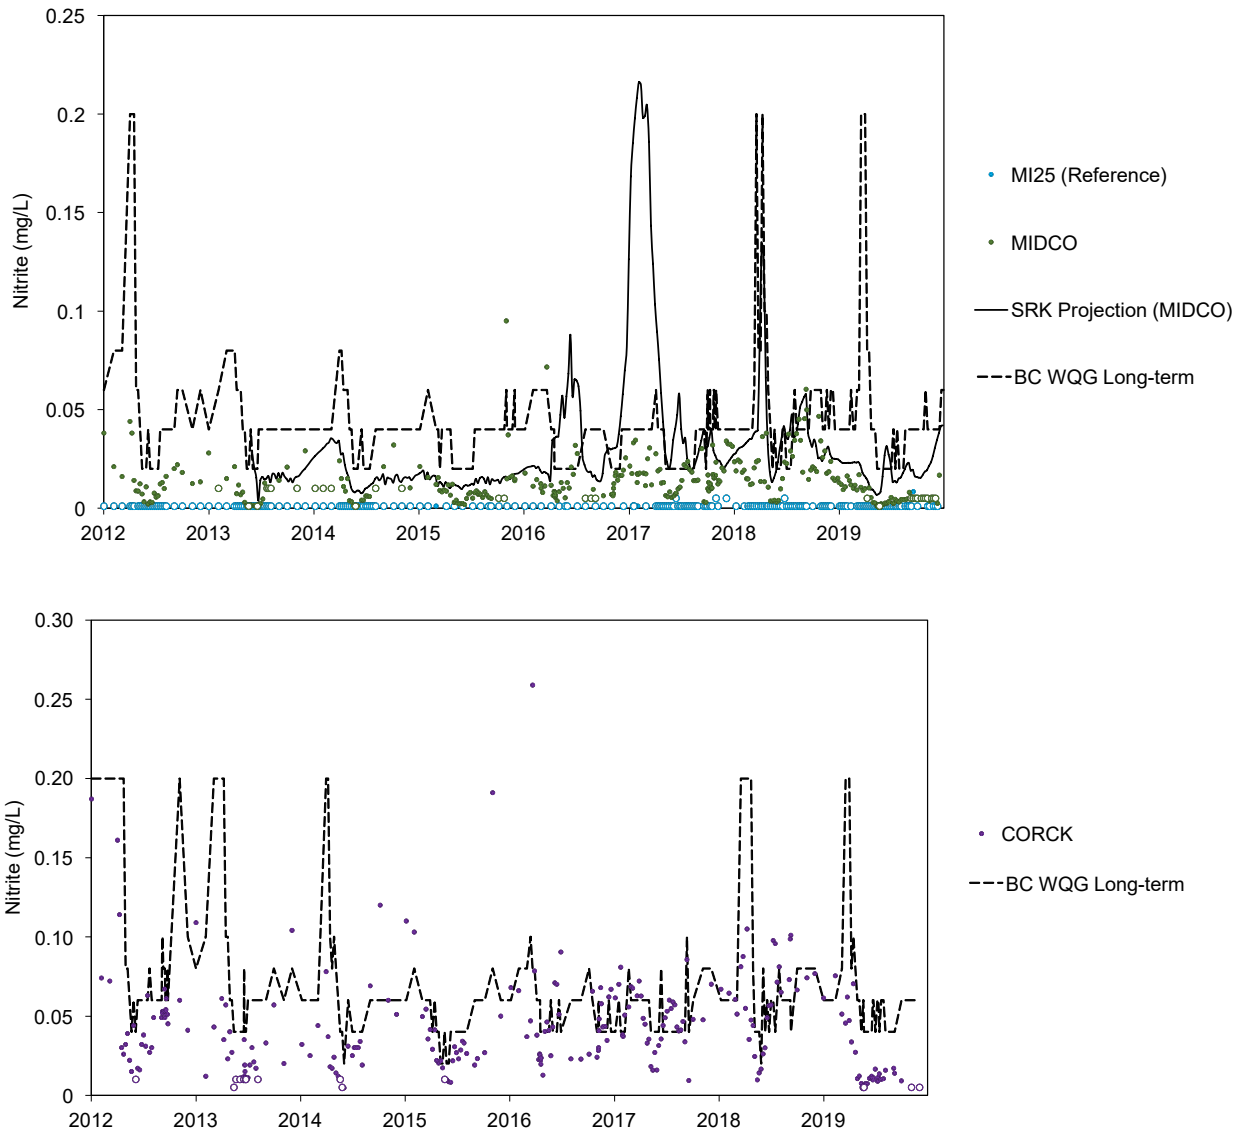 0.25
0.2
0.15
0.1
0.05
0
Nitrite (mg/L)
2012 2013 2014 2015 2016 2017 2018 2019
MI25 (Reference)
MIDCO
SRK Projection (MIDCO)
BC WQG Long-term
0.30
0.25
0.20
0.15
0.10
0.05
0
Nitrite (mg/L)
2012 2013 2014 2015 2016 2017 2018 2019
CORCK
BC WQG Long-term